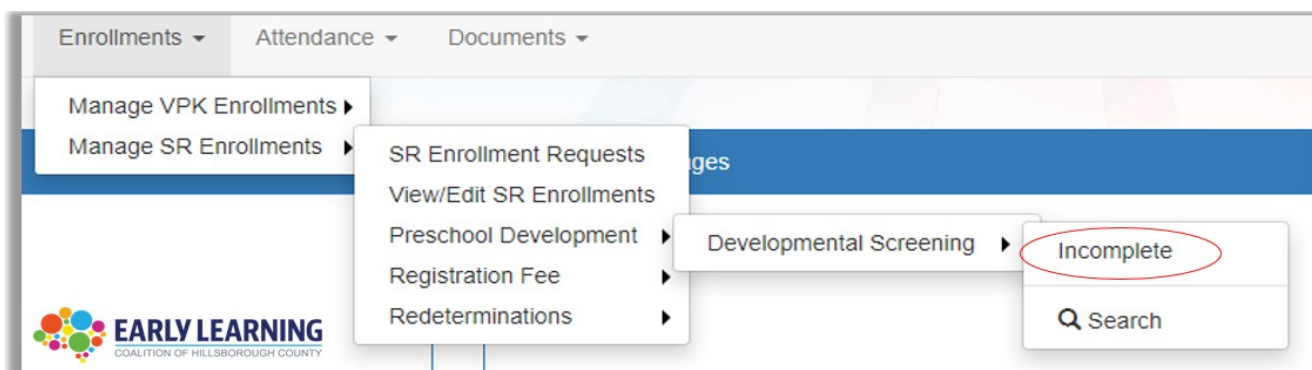 Enrollments
Attendance
Documents
Manage VPK Enrollments
Manage SR Enrollments
SR Enrollment Requests
View/Edit SR Enrollments
Preschool Development
Registration Fee
Redeterminations
Developmental Screening
Incomplete
Search
EARLY LEARNING
COALITION OF HILLSBOROUGH COUNTY